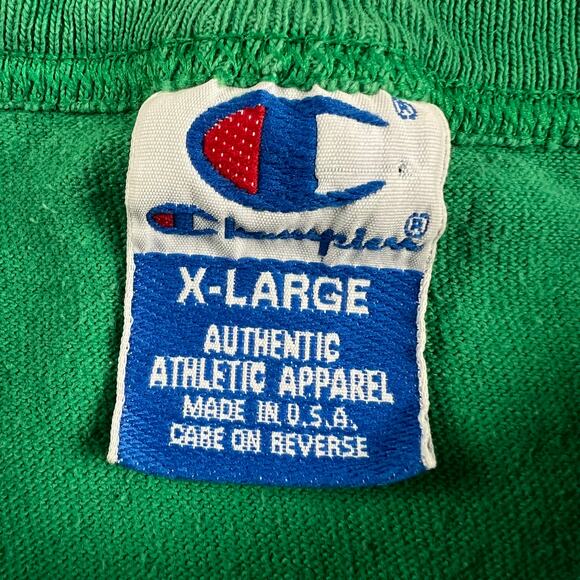 ®
Champion®
X-LARGE
AUTHENTIC
ATHLETIC APPAREL
MADE IN U.S.A.
CARE ON REVERSE